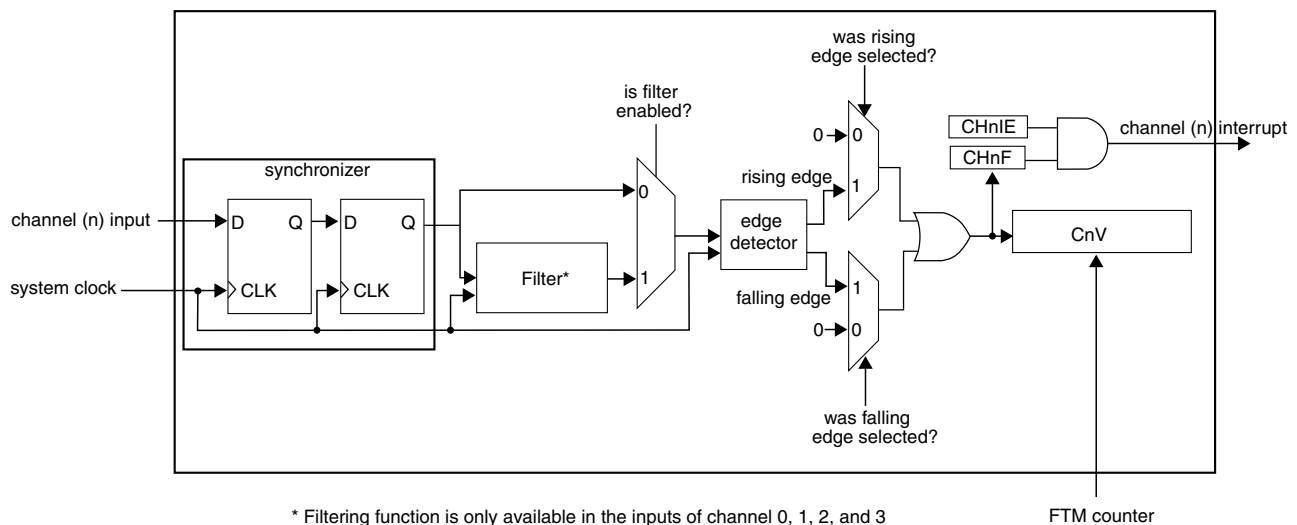 was rising
edge selected?
is filter
enabled?
0
0
CHnIE
channel (n) interrupt
CHnF
synchronizer
rising edge
1
0
channel (n) input
D
Q
D
Q
edge
detector
CnV
Filter*
1
system clock
CLK
CLK
falling edge
1
0
0
was falling
edge selected?
* Filtering function is only available in the inputs of channel 0, 1, 2, and 3
FTM counter